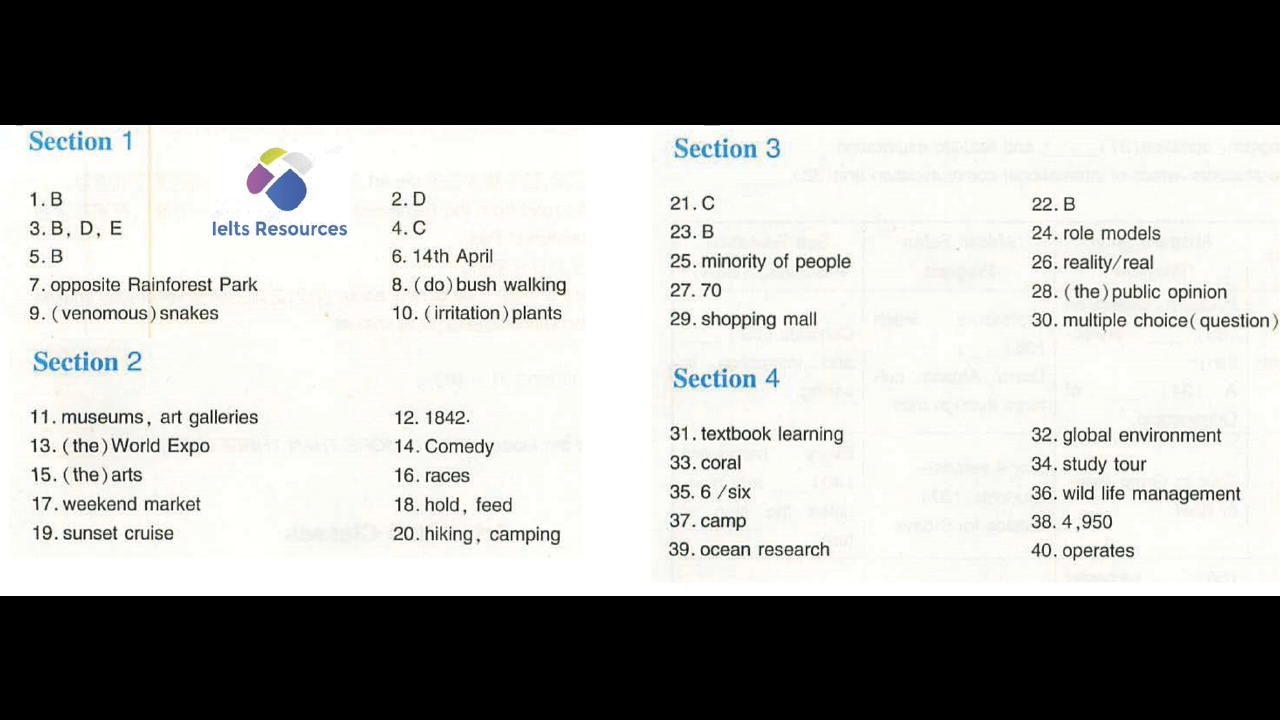 Section 1
Ielts Resources
1. B
2. D
3. B, D, E
4. C
5. B
6. 14th April
7. opposite Rainforest Park
8. (do) bush walking
9. (venomous) snakes
10. (irritation) plants
Section 2
11. museums, art galleries
12. 1842.
13. (the) World Expo
14. Comedy
15. (the) arts
16. races
17. weekend market
18. hold, feed
19. sunset cruise
20. hiking, camping
Section 3
21. C
22. B
23. B
24. role models
25. minority of people
26. reality/real
27. 70
28. (the) public opinion
29. shopping mall
30. multiple choice (question)
Section 4
31. textbook learning
32. global environment
33. coral
34. study tour
35. 6 /six
36. wild life management
37. camp
38. 4,950
39. ocean research
40. operates